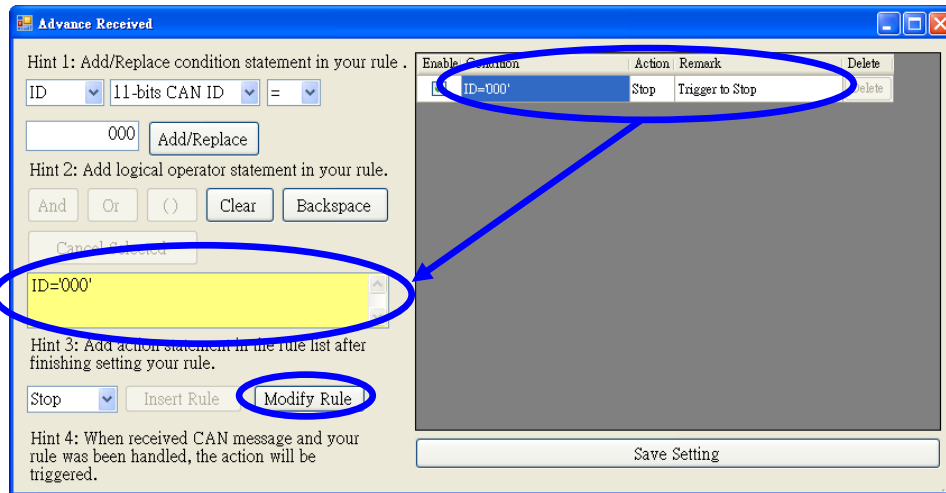 Advance Received
Hint 1: Add/Replace condition statement in your rule .
ID 11-bits CAN ID =
000 Add/Replace
Hint 2: Add logical operator statement in your rule.
And Or ( ) Clear Backspace
Cancel Selected
ID='000'
Hint 3: Add action statement in the rule list after
finishing setting your rule.
Stop Insert Rule Modify Rule
Hint 4: When received CAN message and your
rule was been handled, the action will be
triggered.
Enable Condition Action Remark Delete
ID='000' Stop Trigger to Stop Delete
Save Setting